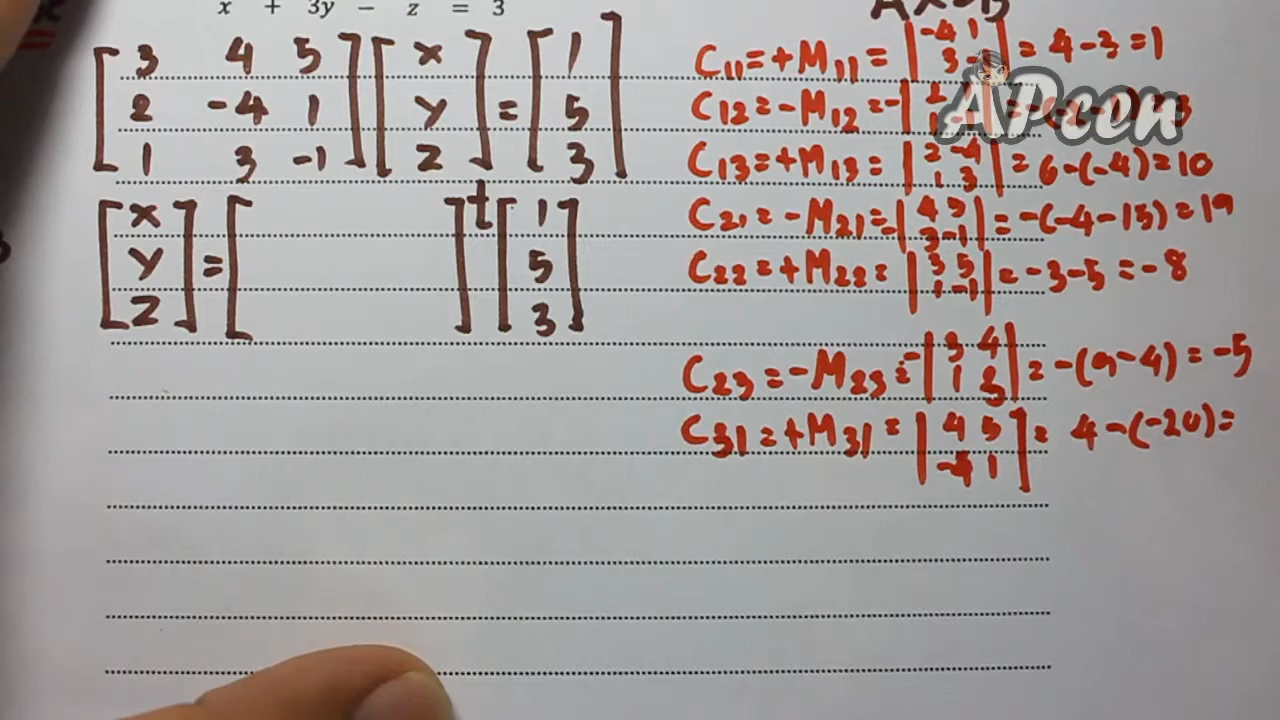 x + 3y - z = 3
[3 4 5] [x] = [1]
[2 -4 1] [y] [5]
[1 3 -1] [z] [3]
[x] = [ ]ᵗ [1]
[y] [5]
[z] [3]
C11 = +M11 = |-4 1| = 4-3 = 1
C12 = -M12 = -|2 1|
APcen
C13 = +M13 = |2 -4| = 6-(-4) = 10
|1 3|
C21 = -M21 = -|4 5| = -(-4-15) = 19
|3 -1|
C22 = +M22 = |3 5| = -3-5 = -8
|1 -1|
C23 = -M23 = -|3 4| = -(9-4) = -5
|1 3|
C31 = +M31 = |4 5| = 4-(-20) =
|-4 1|